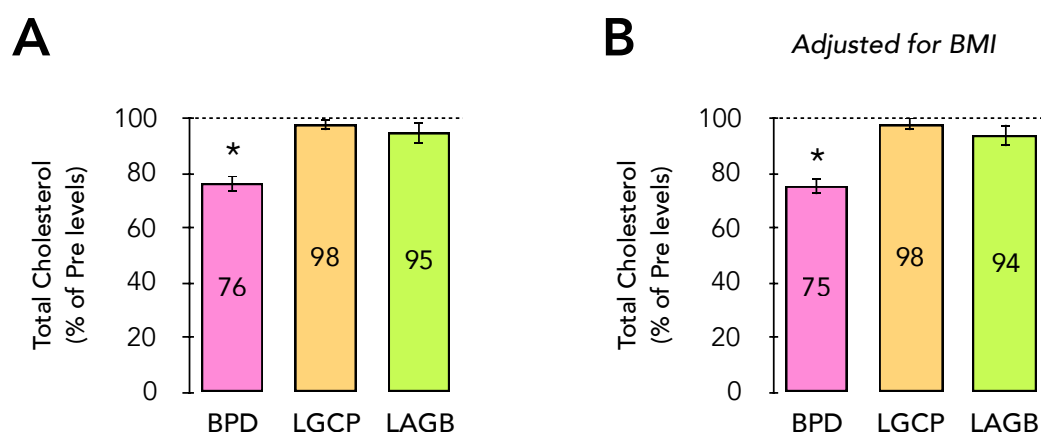 A
Total Cholesterol
(% of Pre levels)
100
80
60
40
20
0
*
76
98
95
BPD LGCP LAGB
B
Adjusted for BMI
Total Cholesterol
(% of Pre levels)
100
80
60
40
20
0
*
75
98
94
BPD LGCP LAGB